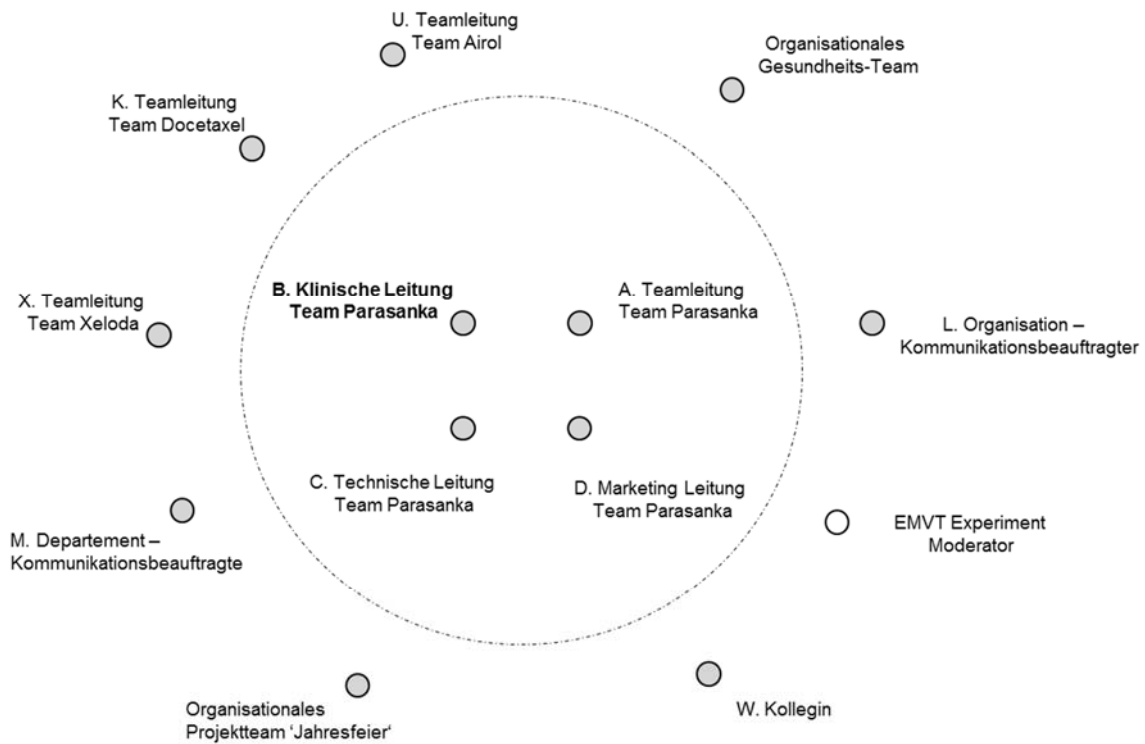 U. Teamleitung
Team Airol
Organisationales
Gesundheits-Team
K. Teamleitung
Team Docetaxel
B. Klinische Leitung
Team Parasanka
A. Teamleitung
Team Parasanka
X. Teamleitung
Team Xeloda
L. Organisation –
Kommunikationsbeauftragter
C. Technische Leitung
Team Parasanka
D. Marketing Leitung
Team Parasanka
M. Departement –
Kommunikationsbeauftragte
EMVT Experiment
Moderator
Organisationales
Projektteam ‘Jahresfeier‘
W. Kollegin